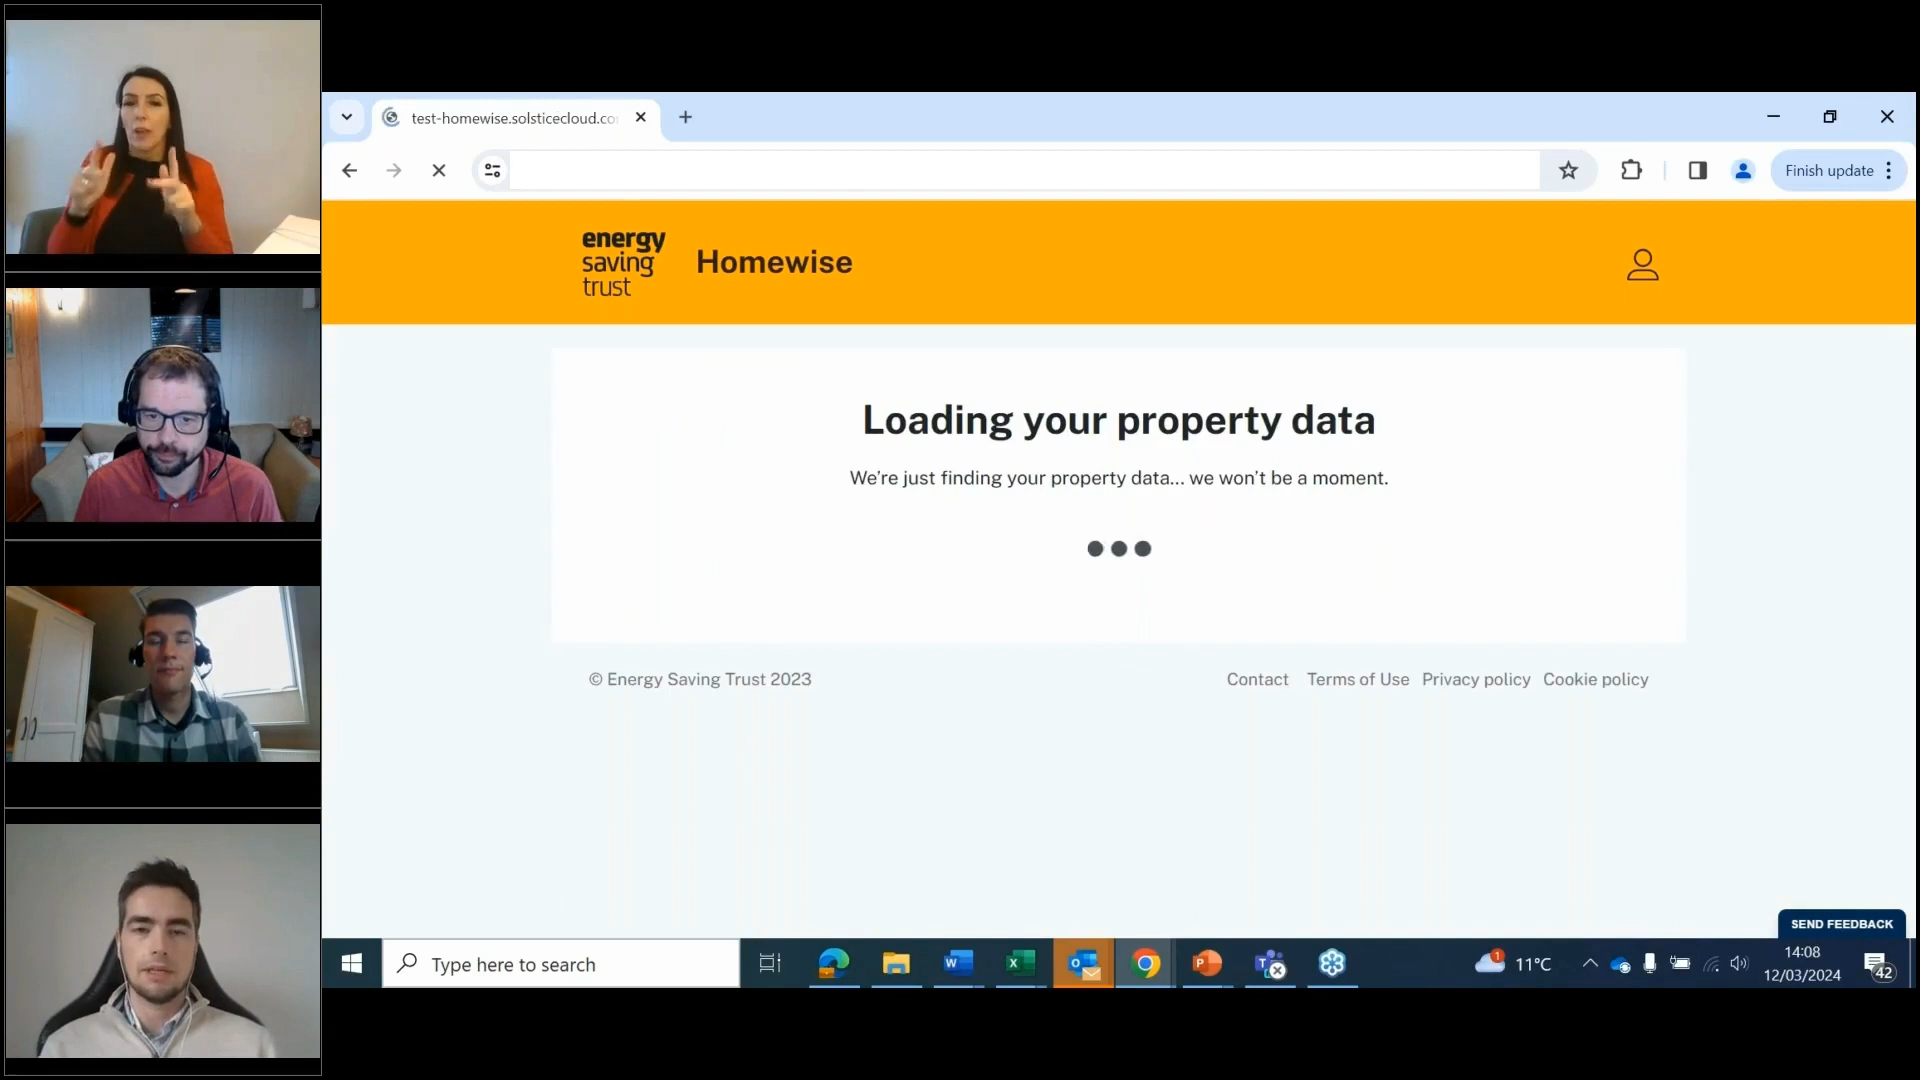 test-homewise.solsticecloud.co
Finish update
energy
saving
trust
Homewise
Loading your property data
We're just finding your property data... we won't be a moment.
© Energy Saving Trust 2023
Contact Terms of Use Privacy policy Cookie policy
SEND FEEDBACK
Type here to search
1
11°C
14:08
12/03/2024
42